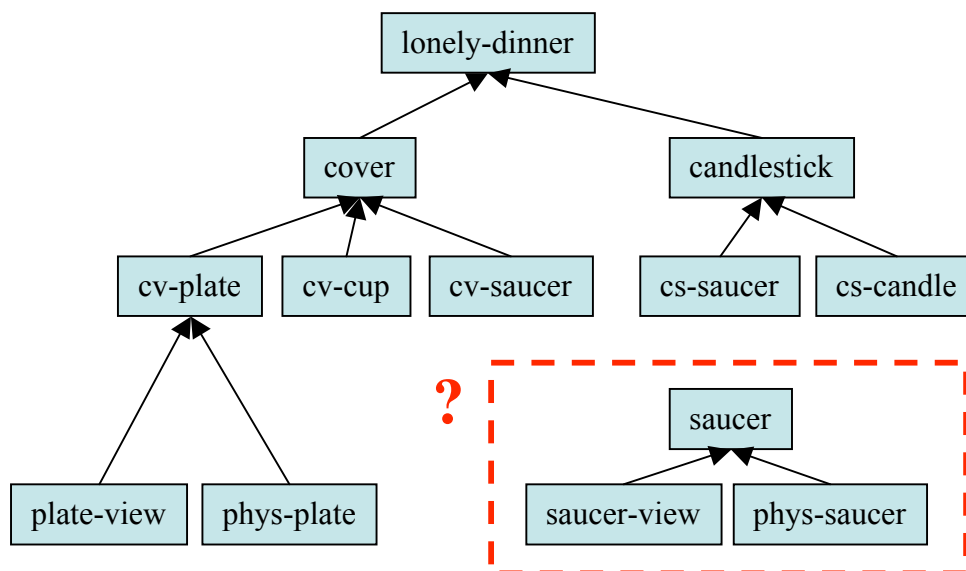 lonely-dinner
cover
candlestick
cv-plate
cv-cup
cv-saucer
cs-saucer
cs-candle
?
saucer
plate-view
phys-plate
saucer-view
phys-saucer